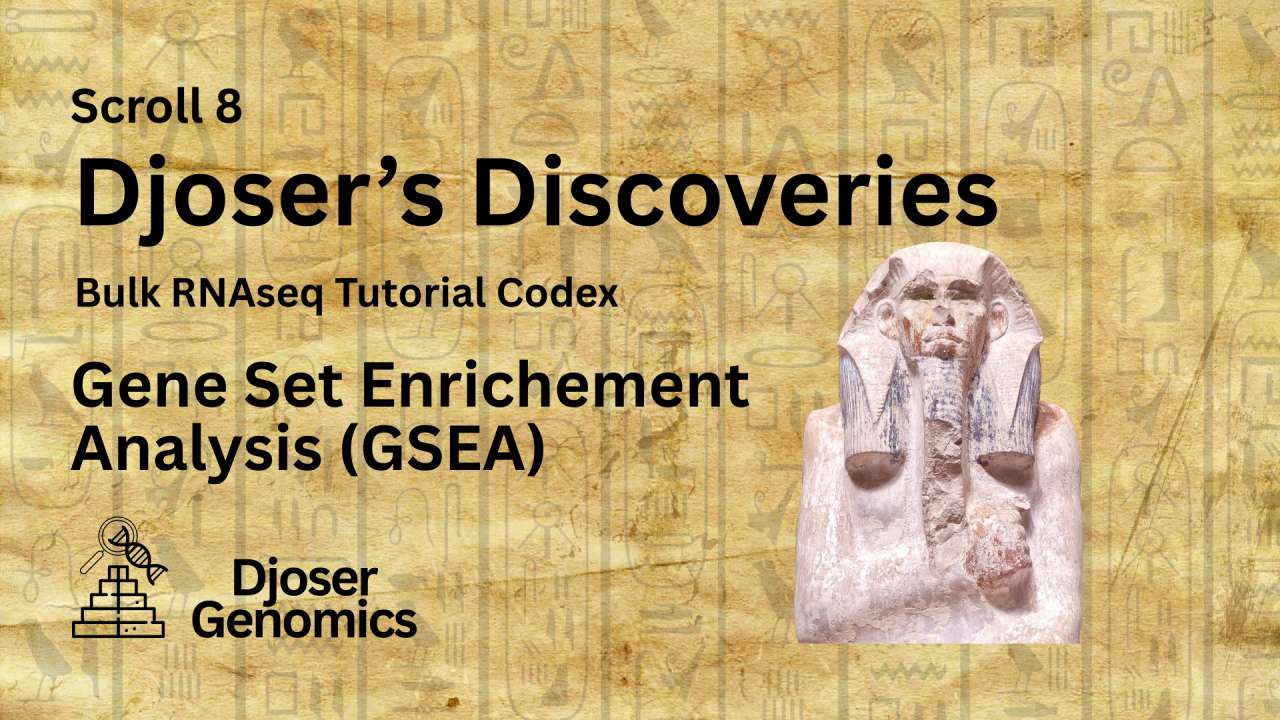 Scroll 8
Djoser’s Discoveries
Bulk RNAseq Tutorial Codex
Gene Set Enrichement
Analysis (GSEA)
Djoser
Genomics